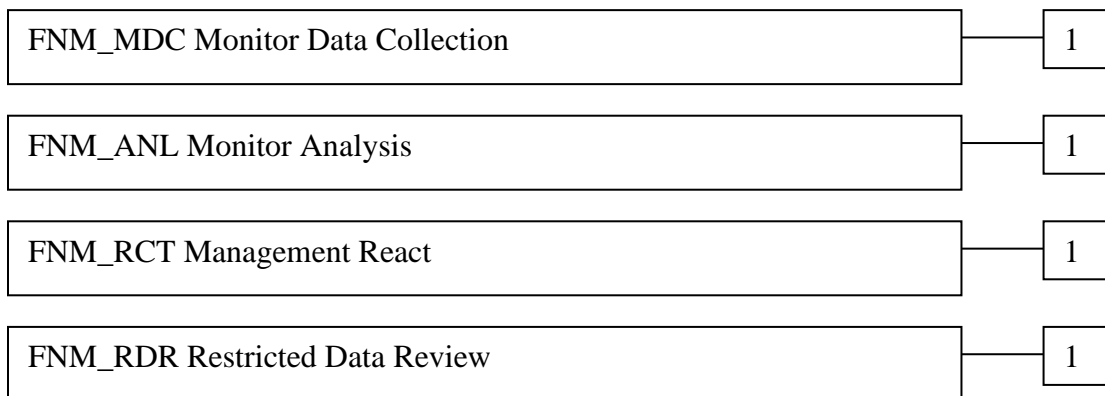 FNM_MDC Monitor Data Collection 1
FNM_ANL Monitor Analysis 1
FNM_RCT Management React 1
FNM_RDR Restricted Data Review 1